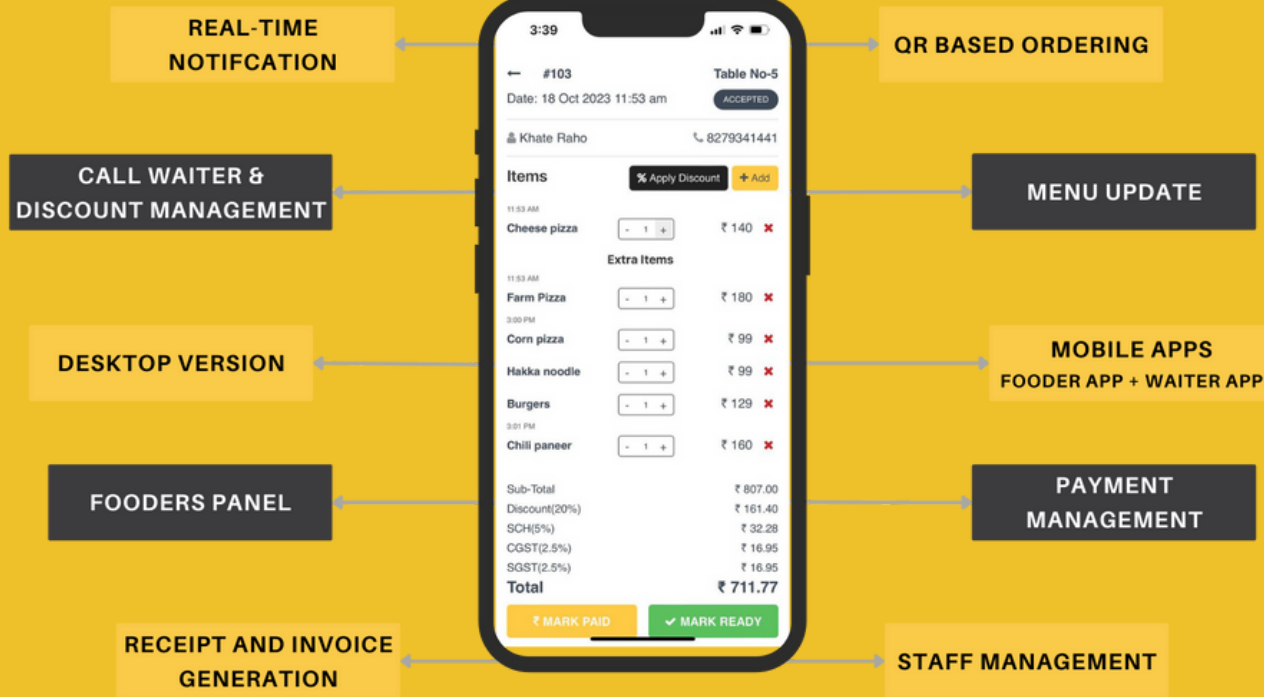 REAL-TIME
NOTIFCATION
CALL WAITER &
DISCOUNT MANAGEMENT
DESKTOP VERSION
FOODERS PANEL
RECEIPT AND INVOICE
GENERATION
3:39
← #103 Table No-5
Date: 18 Oct 2023 11:53 am ACCEPTED
Khate Raho 8279341441
Items % Apply Discount + Add
11:53 AM
Cheese pizza - 1 + ₹ 140 ✖
Extra Items
11:53 AM
Farm Pizza - 1 + ₹ 180 ✖
3:00 PM
Corn pizza - 1 + ₹ 99 ✖
Hakka noodle - 1 + ₹ 99 ✖
Burgers - 1 + ₹ 129 ✖
3:01 PM
Chili paneer - 1 + ₹ 160 ✖
Sub-Total ₹ 807.00
Discount(20%) ₹ 161.40
SCH(5%) ₹ 32.28
CGST(2.5%) ₹ 16.95
SGST(2.5%) ₹ 16.95
Total ₹ 711.77
₹ MARK PAID ✔ MARK READY
QR BASED ORDERING
MENU UPDATE
MOBILE APPS
FOODER APP + WAITER APP
PAYMENT
MANAGEMENT
STAFF MANAGEMENT